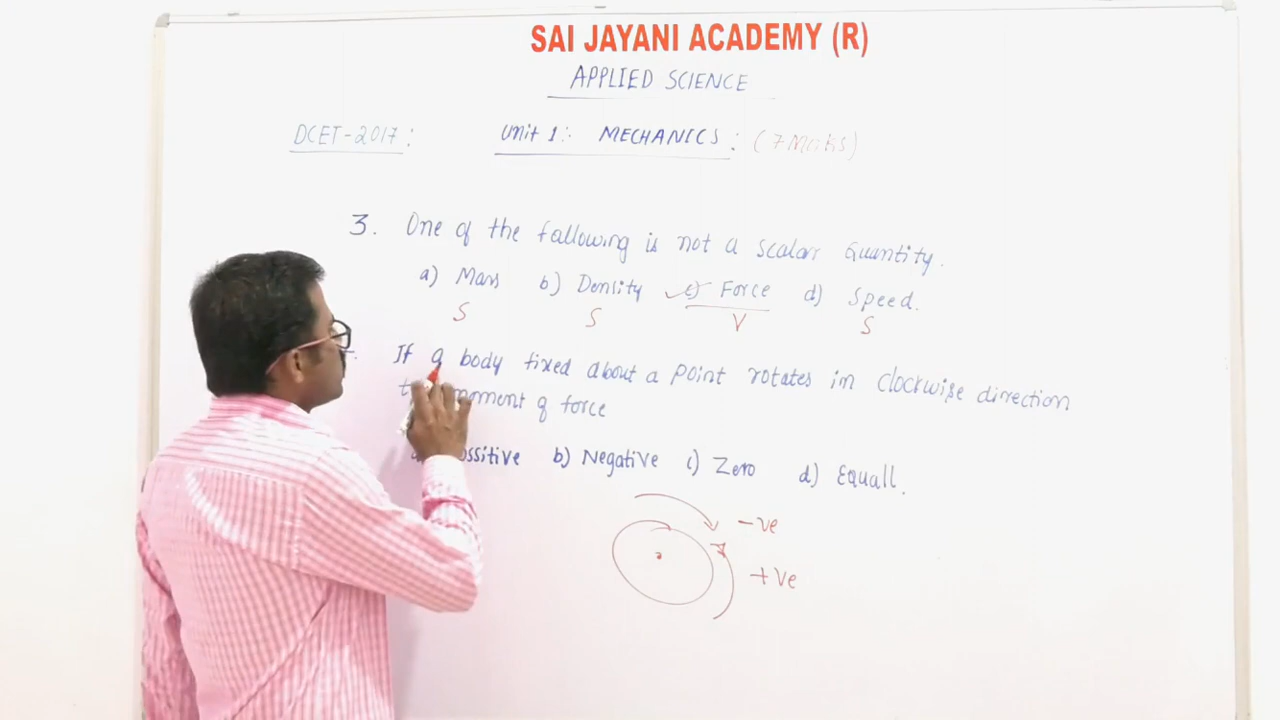 SAI JAYANI ACADEMY (R)
APPLIED SCIENCE
DCET-2017: Unit 1: MECHANICS: (7 Marks)
3. One of the fallowing is not a scalar Quantity.
a) Mass b) Density c) Force d) Speed.
S S V S
If a body fixed about a point rotates in clockwise direction
moment of force
b) Negative c) Zero d) Equall.
-ve
+ve